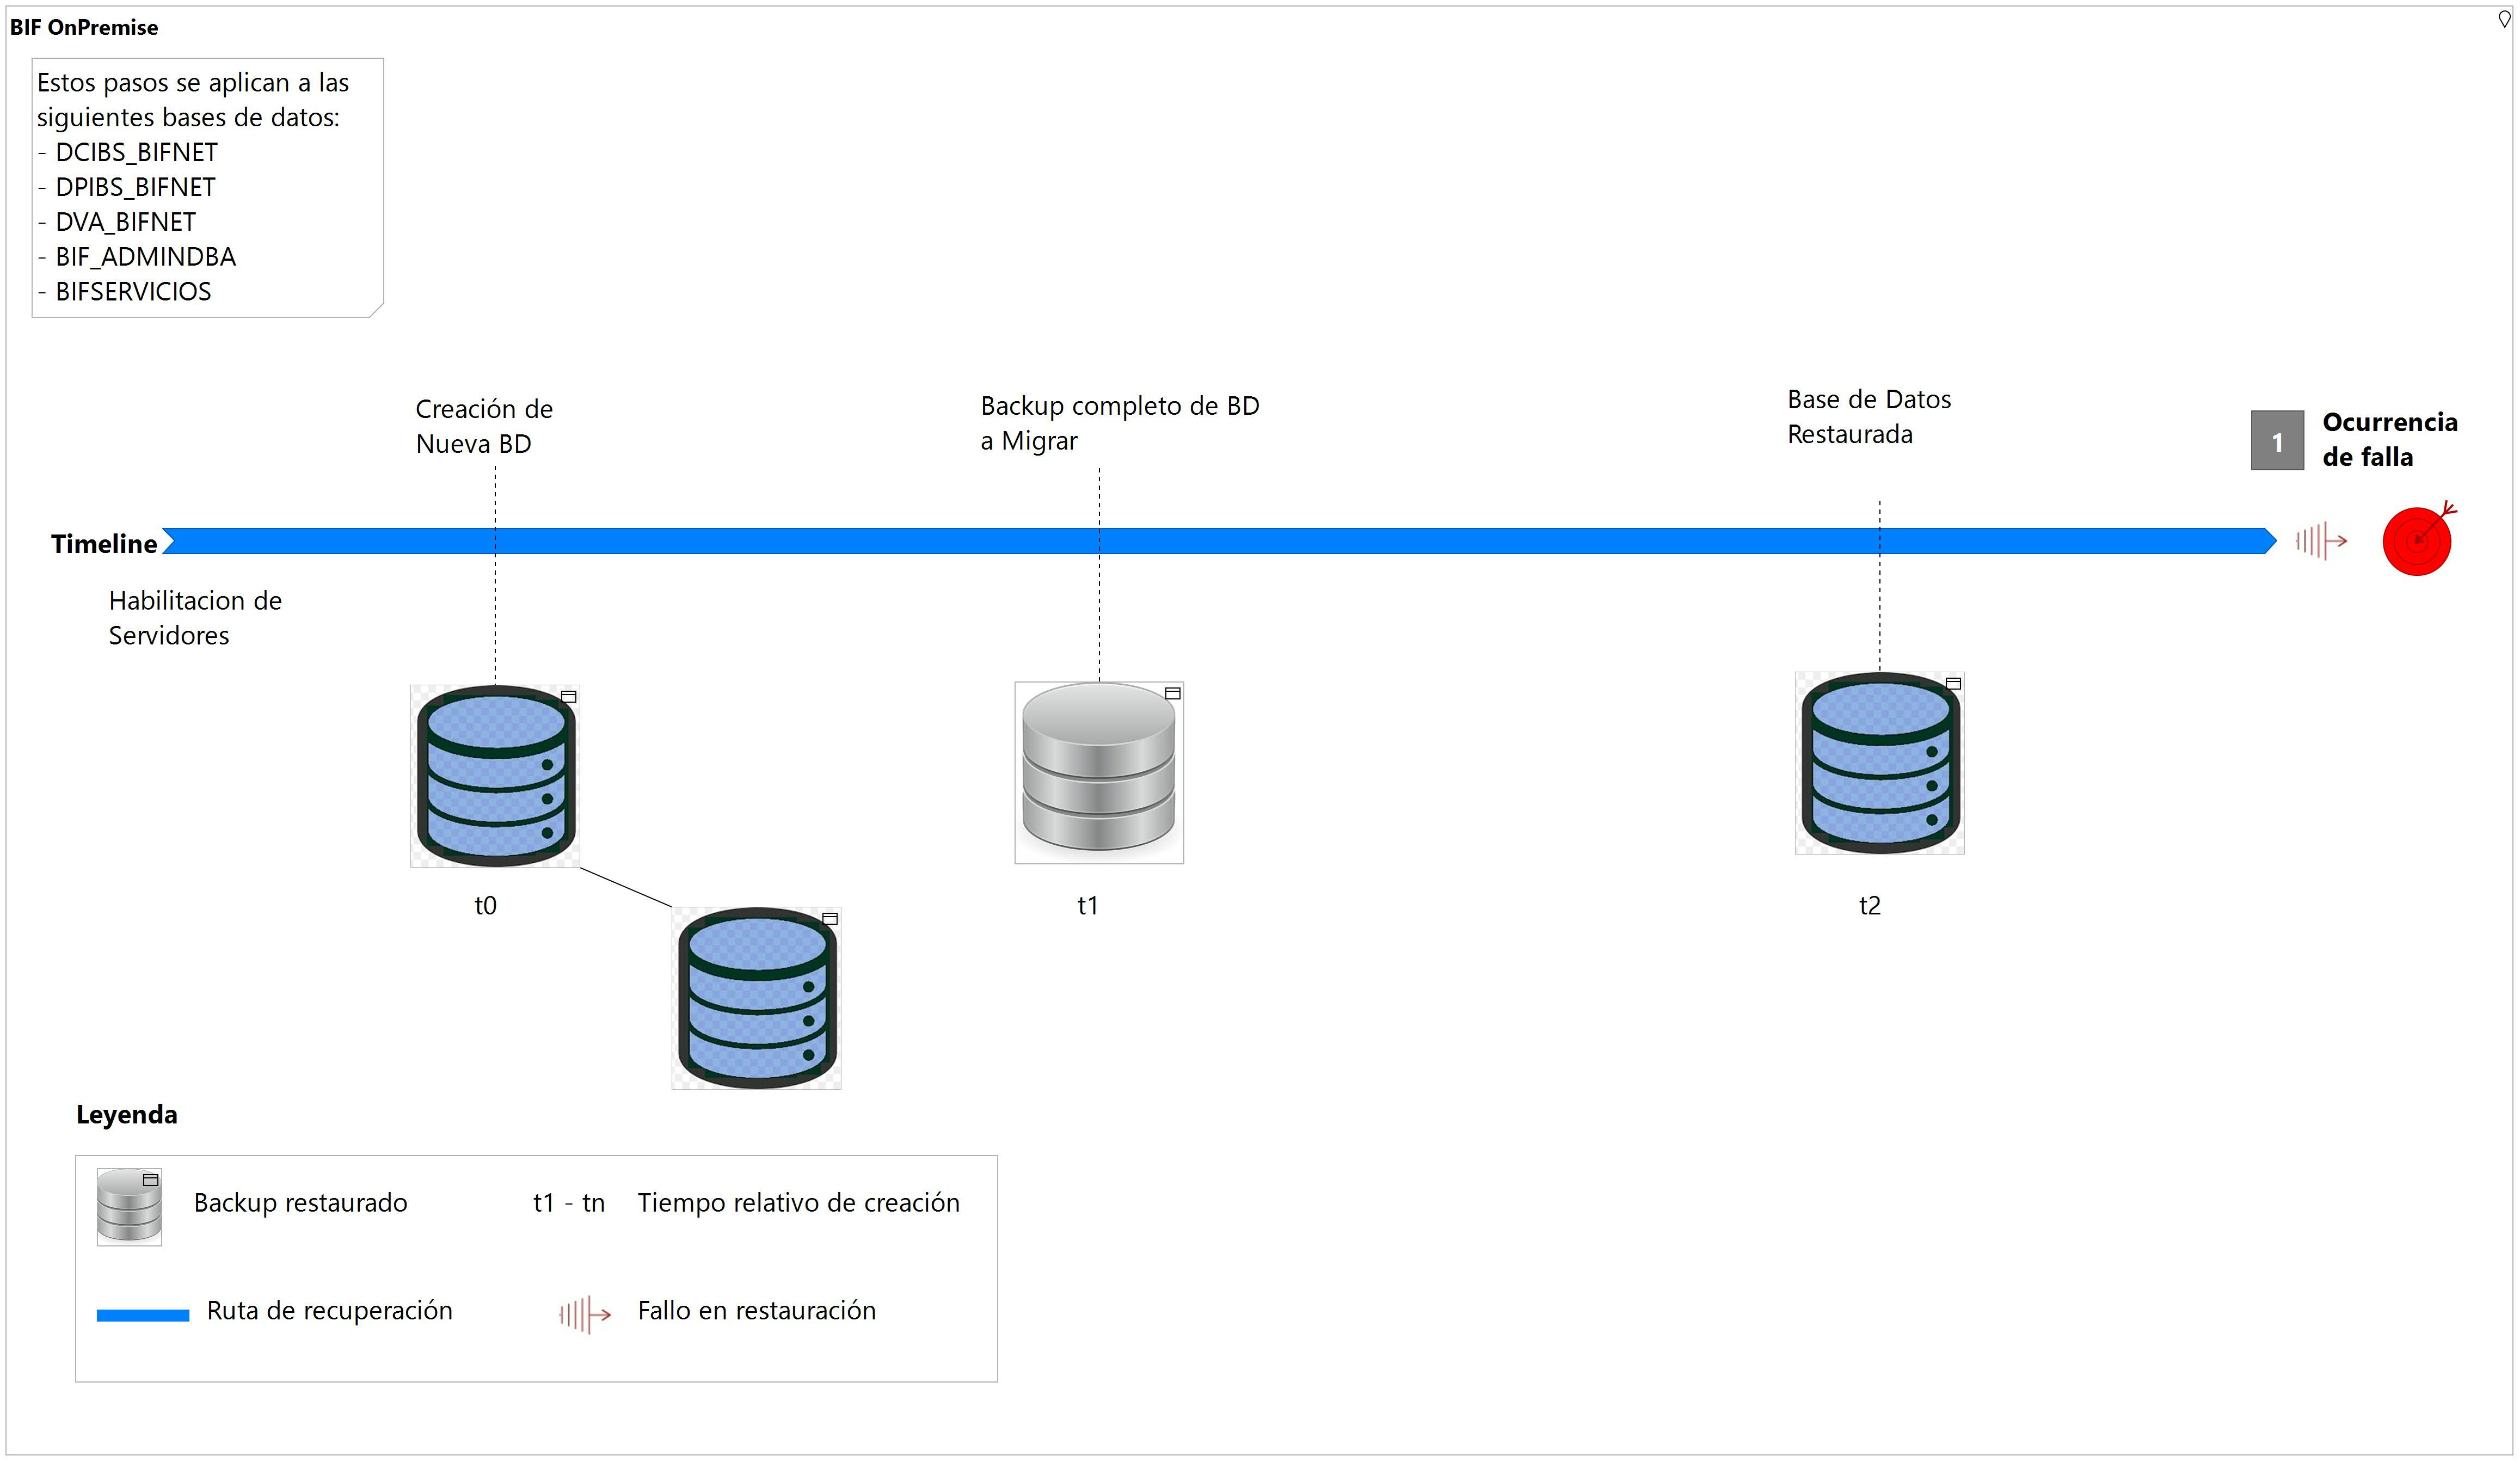 BIF OnPremise
Estos pasos se aplican a las
siguientes bases de datos:
- DCIBS_BIFNET
- DPIBS_BIFNET
- DVA_BIFNET
- BIF_ADMINDBA
- BIFSERVICIOS
Creación de
Nueva BD
Backup completo de BD
a Migrar
Base de Datos
Restaurada
1
Ocurrencia
de falla
Timeline
Habilitacion de
Servidores
t0
t1
t2
Leyenda
Backup restaurado
t1 - tn
Tiempo relativo de creación
Ruta de recuperación
Fallo en restauración